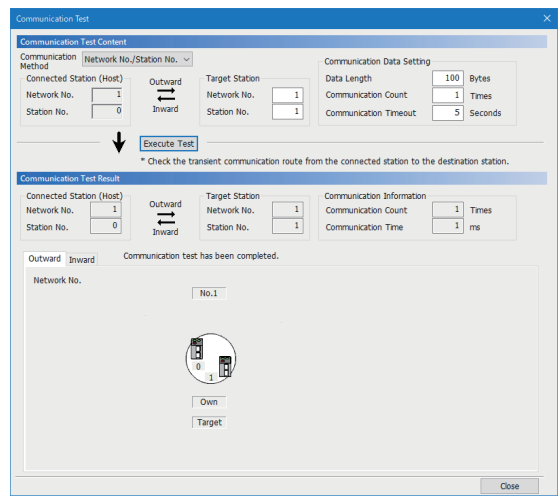 Communication Test
Communication Test Content
Communication Method Network No./Station No.
Connected Station (Host)
Network No. 1
Station No. 0
Outward
Inward
Target Station
Network No. 1
Station No. 1
Communication Data Setting
Data Length 100 Bytes
Communication Count 1 Times
Communication Timeout 5 Seconds
Execute Test
* Check the transient communication route from the connected station to the destination station.
Communication Test Result
Connected Station (Host)
Network No. 1
Station No. 0
Outward
Inward
Target Station
Network No. 1
Station No. 1
Communication Information
Communication Count 1 Times
Communication Time 1 ms
Outward Inward Communication test has been completed.
Network No.
No.1
0
1
Own
Target
Close